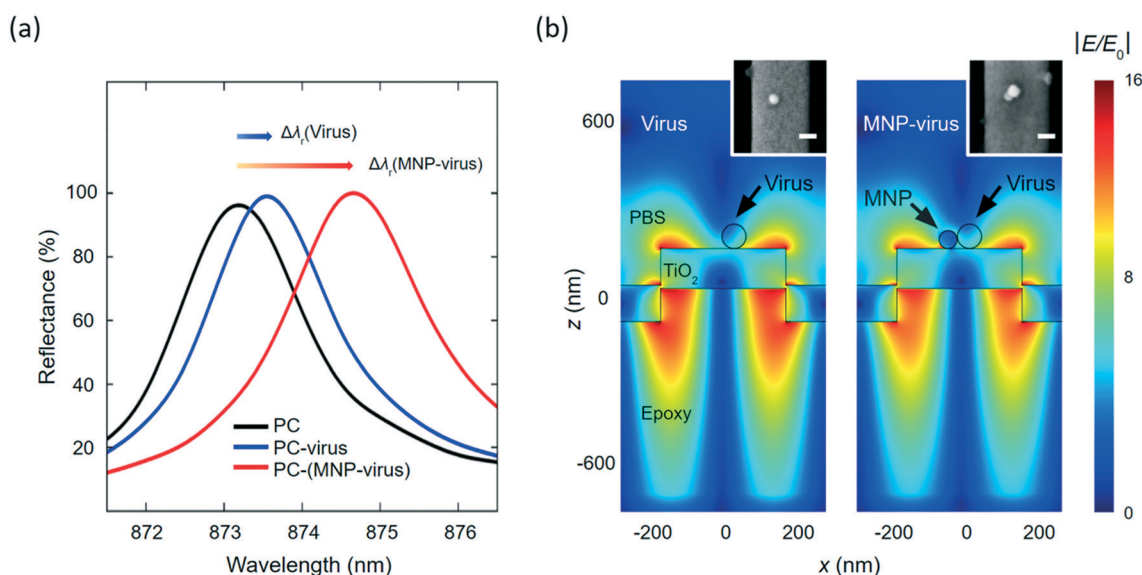 (a)
Δλr(Virus)
Δλr(MNP-virus)
Reflectance (%)
100
80
60
40
20
PC
PC-virus
PC-(MNP-virus)
872
873
874
875
876
Wavelength (nm)
(b)
|E/E0|
Virus
MNP-virus
Virus
MNP
Virus
PBS
TiO2
Epoxy
z (nm)
600
0
-600
-200
0
200
-200
0
200
x (nm)
16
8
0